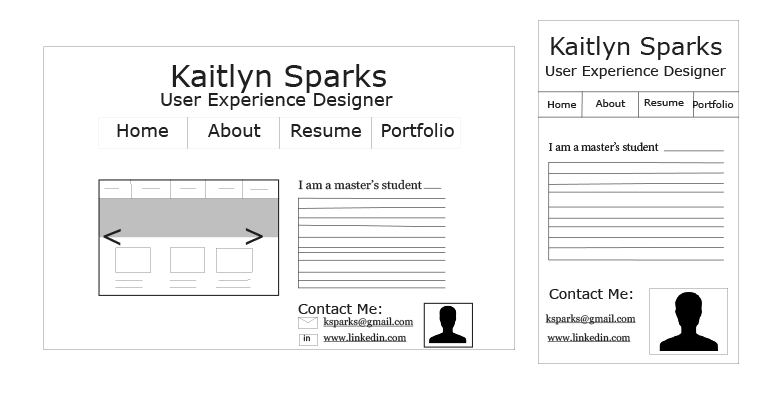 Kaitlyn Sparks
User Experience Designer
Home About Resume Portfolio
< >
I am a master's student
Contact Me:
ksparks@gmail.com
in www.linkedin.com
Kaitlyn Sparks
User Experience Designer
Home About Resume Portfolio
I am a master's student
Contact Me:
ksparks@gmail.com
www.linkedin.com